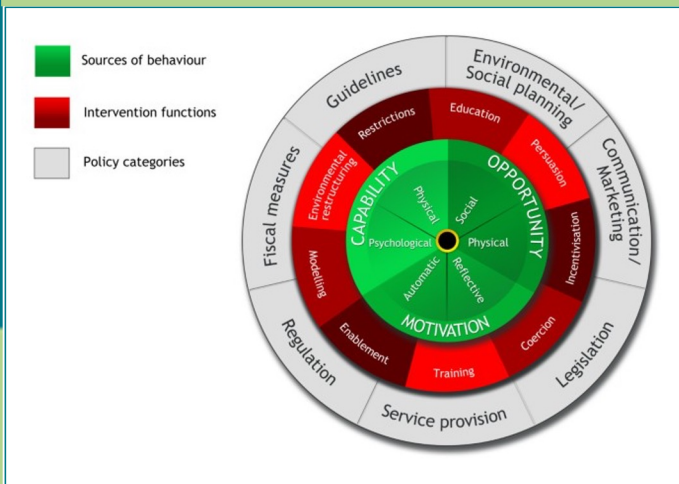 Sources of behaviour
Intervention functions
Policy categories
Guidelines
Environmental/
Social planning
Communication/
Marketing
Legislation
Service provision
Regulation
Fiscal measures
Restrictions
Education
Persuasion
Incentivisation
Coercion
Training
Enablement
Modelling
Environmental
restructuring
CAPABILITY
OPPORTUNITY
MOTIVATION
Physical
Social
Psychological
Physical
Automatic
Reflective